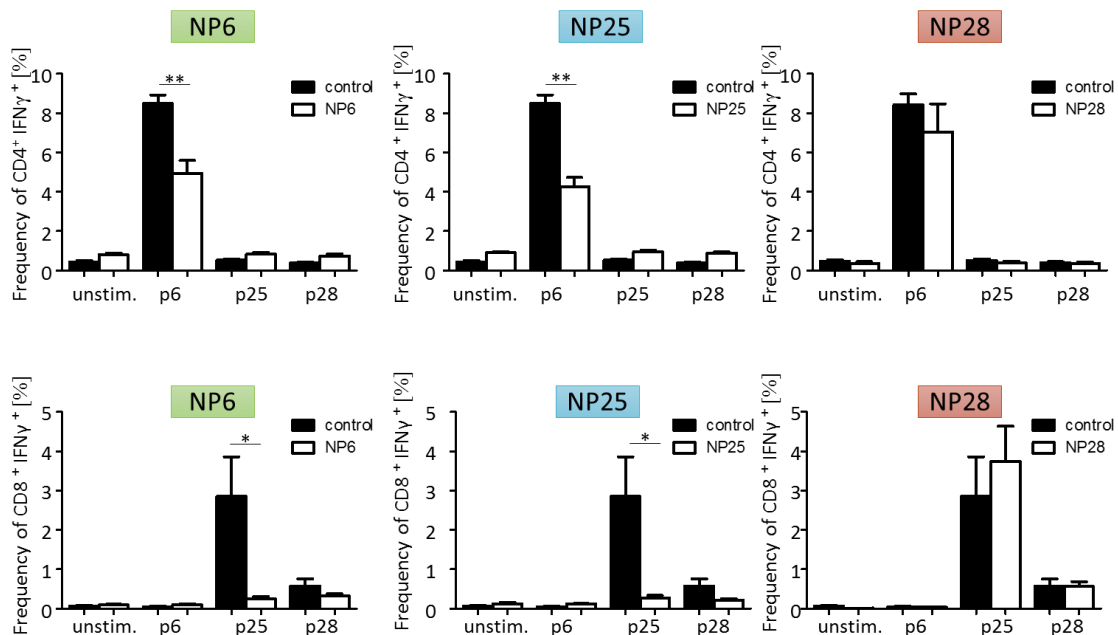 NP6
NP25
NP28
Frequency of CD4⁺ IFNγ⁺ [%]
10
8
6
4
2
0
**
control
NP6
unstim.
p6
p25
p28
Frequency of CD4⁺ IFNγ⁺ [%]
10
8
6
4
2
0
**
control
NP25
unstim.
p6
p25
p28
Frequency of CD4⁺ IFNγ⁺ [%]
10
8
6
4
2
0
control
NP28
unstim.
p6
p25
p28
NP6
NP25
NP28
Frequency of CD8⁺ IFNγ⁺ [%]
5
4
3
2
1
0
*
control
NP6
unstim.
p6
p25
p28
Frequency of CD8⁺ IFNγ⁺ [%]
5
4
3
2
1
0
*
control
NP25
unstim.
p6
p25
p28
Frequency of CD8⁺ IFNγ⁺ [%]
5
4
3
2
1
0
control
NP28
unstim.
p6
p25
p28